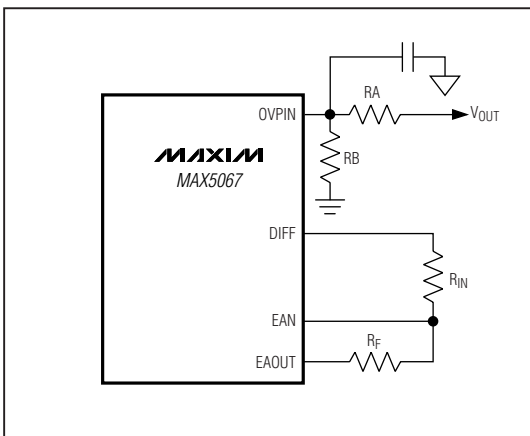 OVPIN
RA
VOUT
RB
MAXIM
MAX5067
DIFF
RIN
EAN
EAOUT
RF